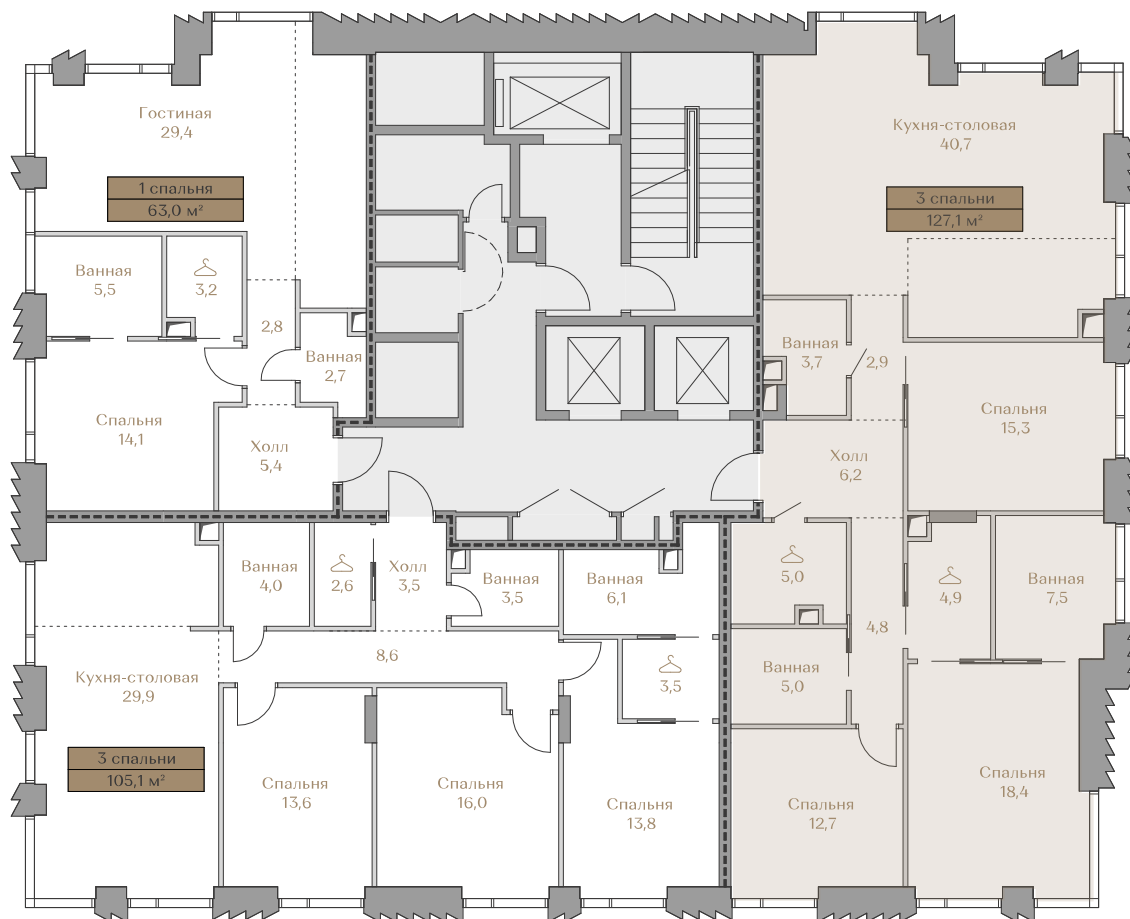 Гостиная
29,4
1 спальня
63,0 м²
Ванная
5,5
3,2
2,8
Ванная
2,7
Спальня
14,1
Холл
5,4
Кухня-столовая
40,7
3 спальни
127,1 м²
Ванная
3,7
2,9
Спальня
15,3
Холл
6,2
5,0
4,9
Ванная
7,5
4,8
Ванная
5,0
Спальня
12,7
Спальня
18,4
Ванная
4,0
2,6
Холл
3,5
Ванная
3,5
Ванная
6,1
8,6
3,5
Кухня-столовая
29,9
3 спальни
105,1 м²
Спальня
13,6
Спальня
16,0
Спальня
13,8